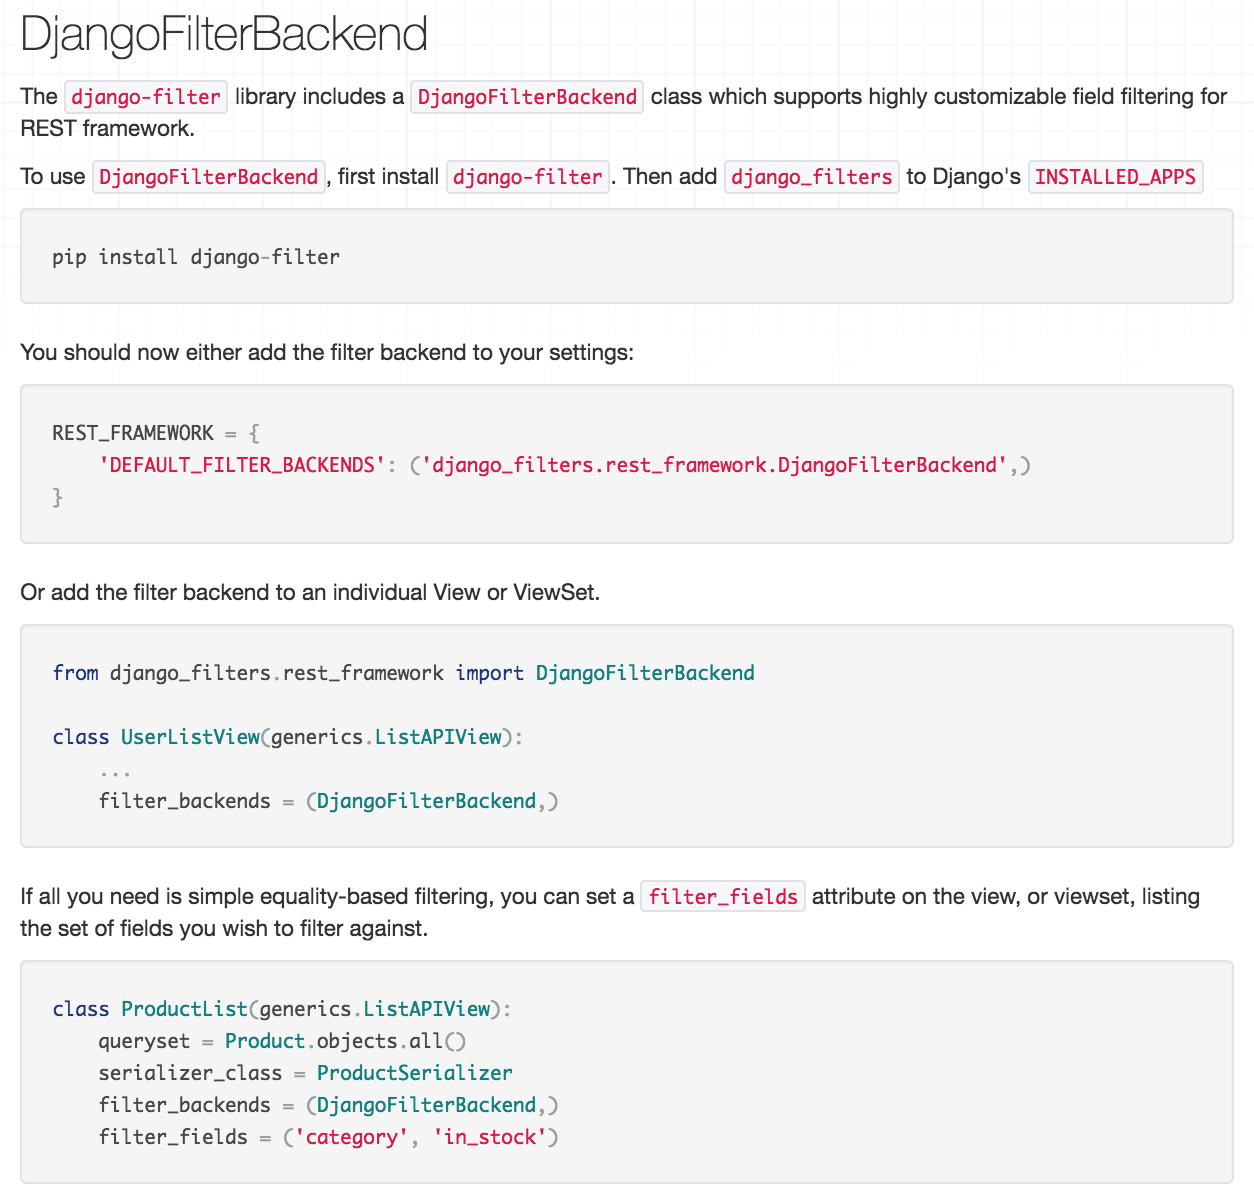 DjangoFilterBackend
The django-filter library includes a DjangoFilterBackend class which supports highly customizable field filtering for
REST framework.
To use DjangoFilterBackend, first install django-filter. Then add django_filters to Django's INSTALLED_APPS
pip install django-filter
You should now either add the filter backend to your settings:
REST_FRAMEWORK = {
    'DEFAULT_FILTER_BACKENDS': ('django_filters.rest_framework.DjangoFilterBackend',)
}
Or add the filter backend to an individual View or ViewSet.
from django_filters.rest_framework import DjangoFilterBackend
class UserListView(generics.ListAPIView):
    ...
    filter_backends = (DjangoFilterBackend,)
If all you need is simple equality-based filtering, you can set a filter_fields attribute on the view, or viewset, listing
the set of fields you wish to filter against.
class ProductList(generics.ListAPIView):
    queryset = Product.objects.all()
    serializer_class = ProductSerializer
    filter_backends = (DjangoFilterBackend,)
    filter_fields = ('category', 'in_stock')